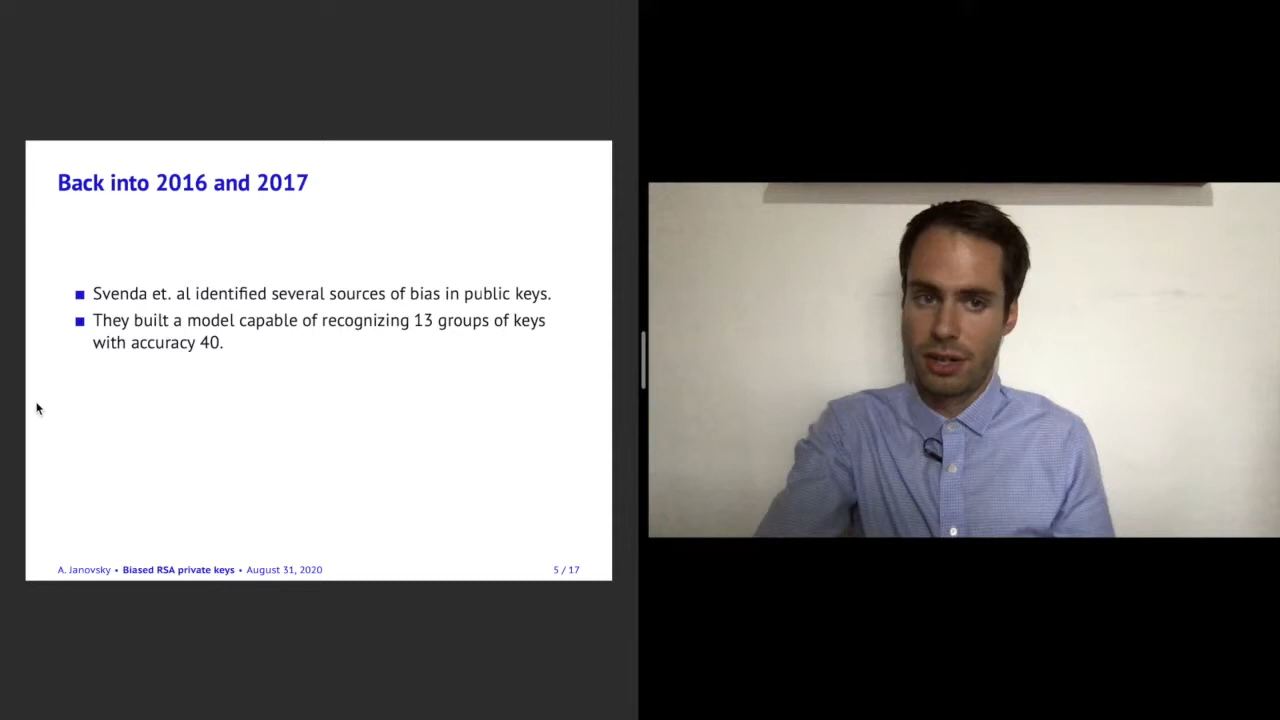 Back into 2016 and 2017
■ Svenda et. al identified several sources of bias in public keys.
■ They built a model capable of recognizing 13 groups of keys
with accuracy 40.
A. Janovsky • Biased RSA private keys • August 31, 2020
5 / 17